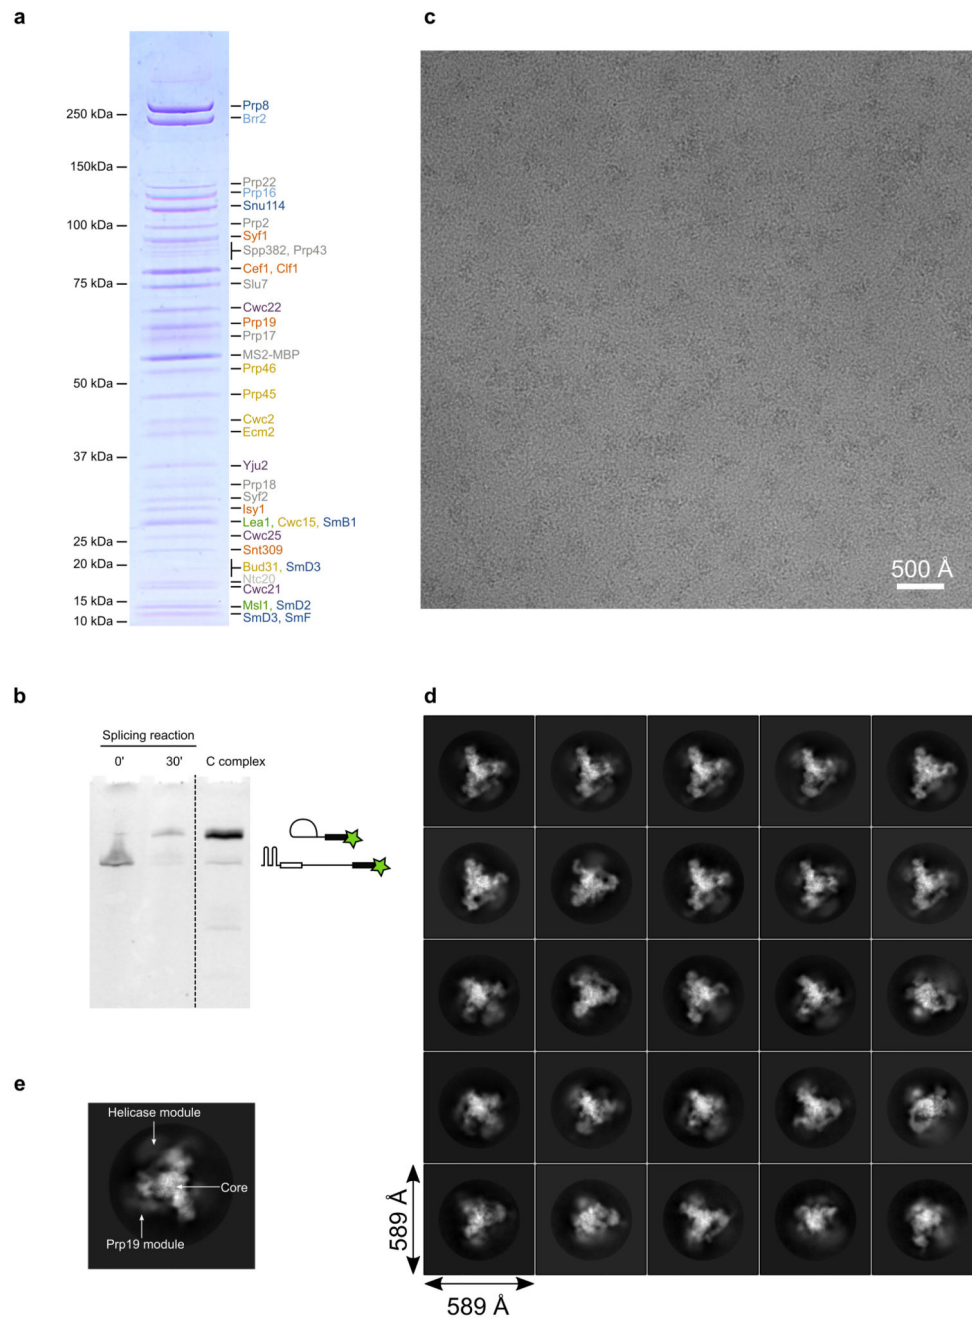 a
250 kDa
150kDa
100 kDa
75 kDa
50 kDa
37 kDa
25 kDa
20 kDa
15 kDa
10 kDa
Prp8
Brr2
Prp22
Prp16
Snu114
Prp2
Syf1
Spp382, Prp43
Cef1, Clf1
Slu7
Cwc22
Prp19
Prp17
MS2-MBP
Prp46
Prp45
Cwc2
Ecm2
Yju2
Prp18
Syf2
Isy1
Lea1, Cwc15, SmB1
Cwc25
Snt309
Bud31, SmD3
Ntc20
Cwc21
Msl1, SmD2
SmD3, SmF
c
500 Å
b
Splicing reaction
0' 30' C complex
d
589 Å
589 Å
e
Helicase module
Core
Prp19 module